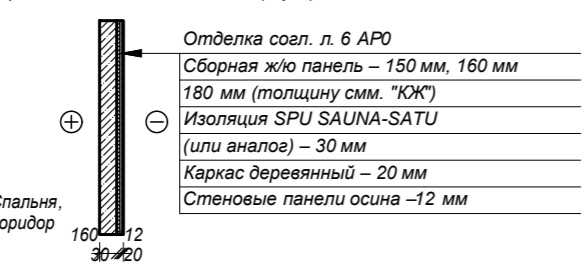 Отделка согл. л. 6 АР0
Сборная ж/ю панель – 150 мм, 160 мм
180 мм (толщину смм. "КЖ")
Изоляция SPU SAUNA-SATU
(или аналог) – 30 мм
Каркас деревянный – 20 мм
Стеновые панели осина –12 мм
+ −
Спальня,
оридор
160 12
30 20